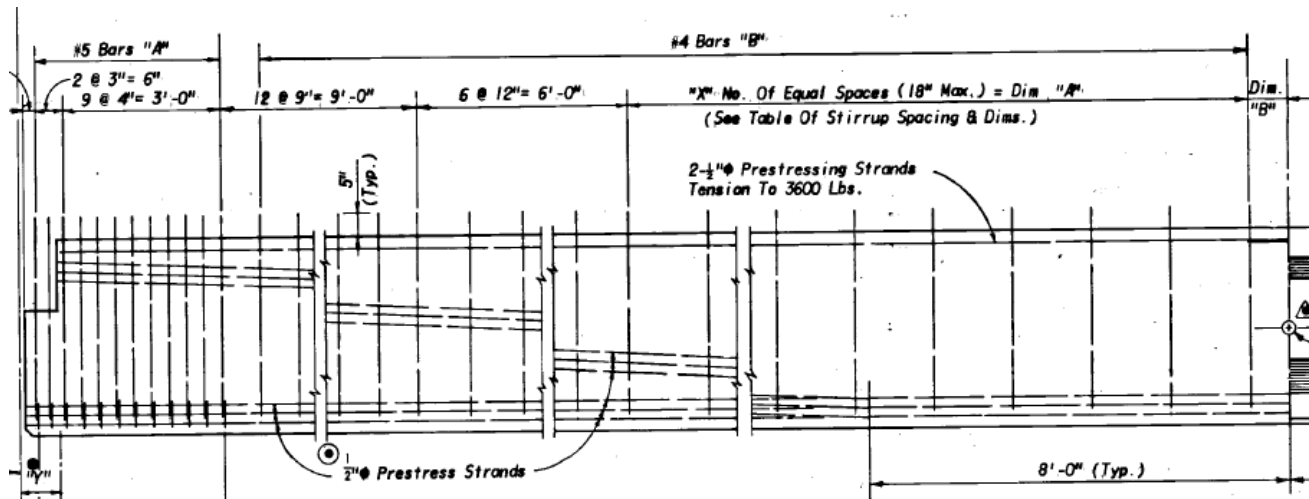 #5 Bars "A"
#4 Bars "B"
2 @ 3"= 6"
9 @ 4"= 3'-0"
12 @ 9"= 9'-0"
6 @ 12"= 6'-0"
"X" No. Of Equal Spaces (18" Max.) = Dim "A"
(See Table Of Stirrup Spacing & Dims.)
Dim.
"B"
5"
(Typ.)
2-½"Φ Prestressing Strands
Tension To 3600 Lbs.
½"Φ Prestress Strands
"Y"
8'-0" (Typ.)